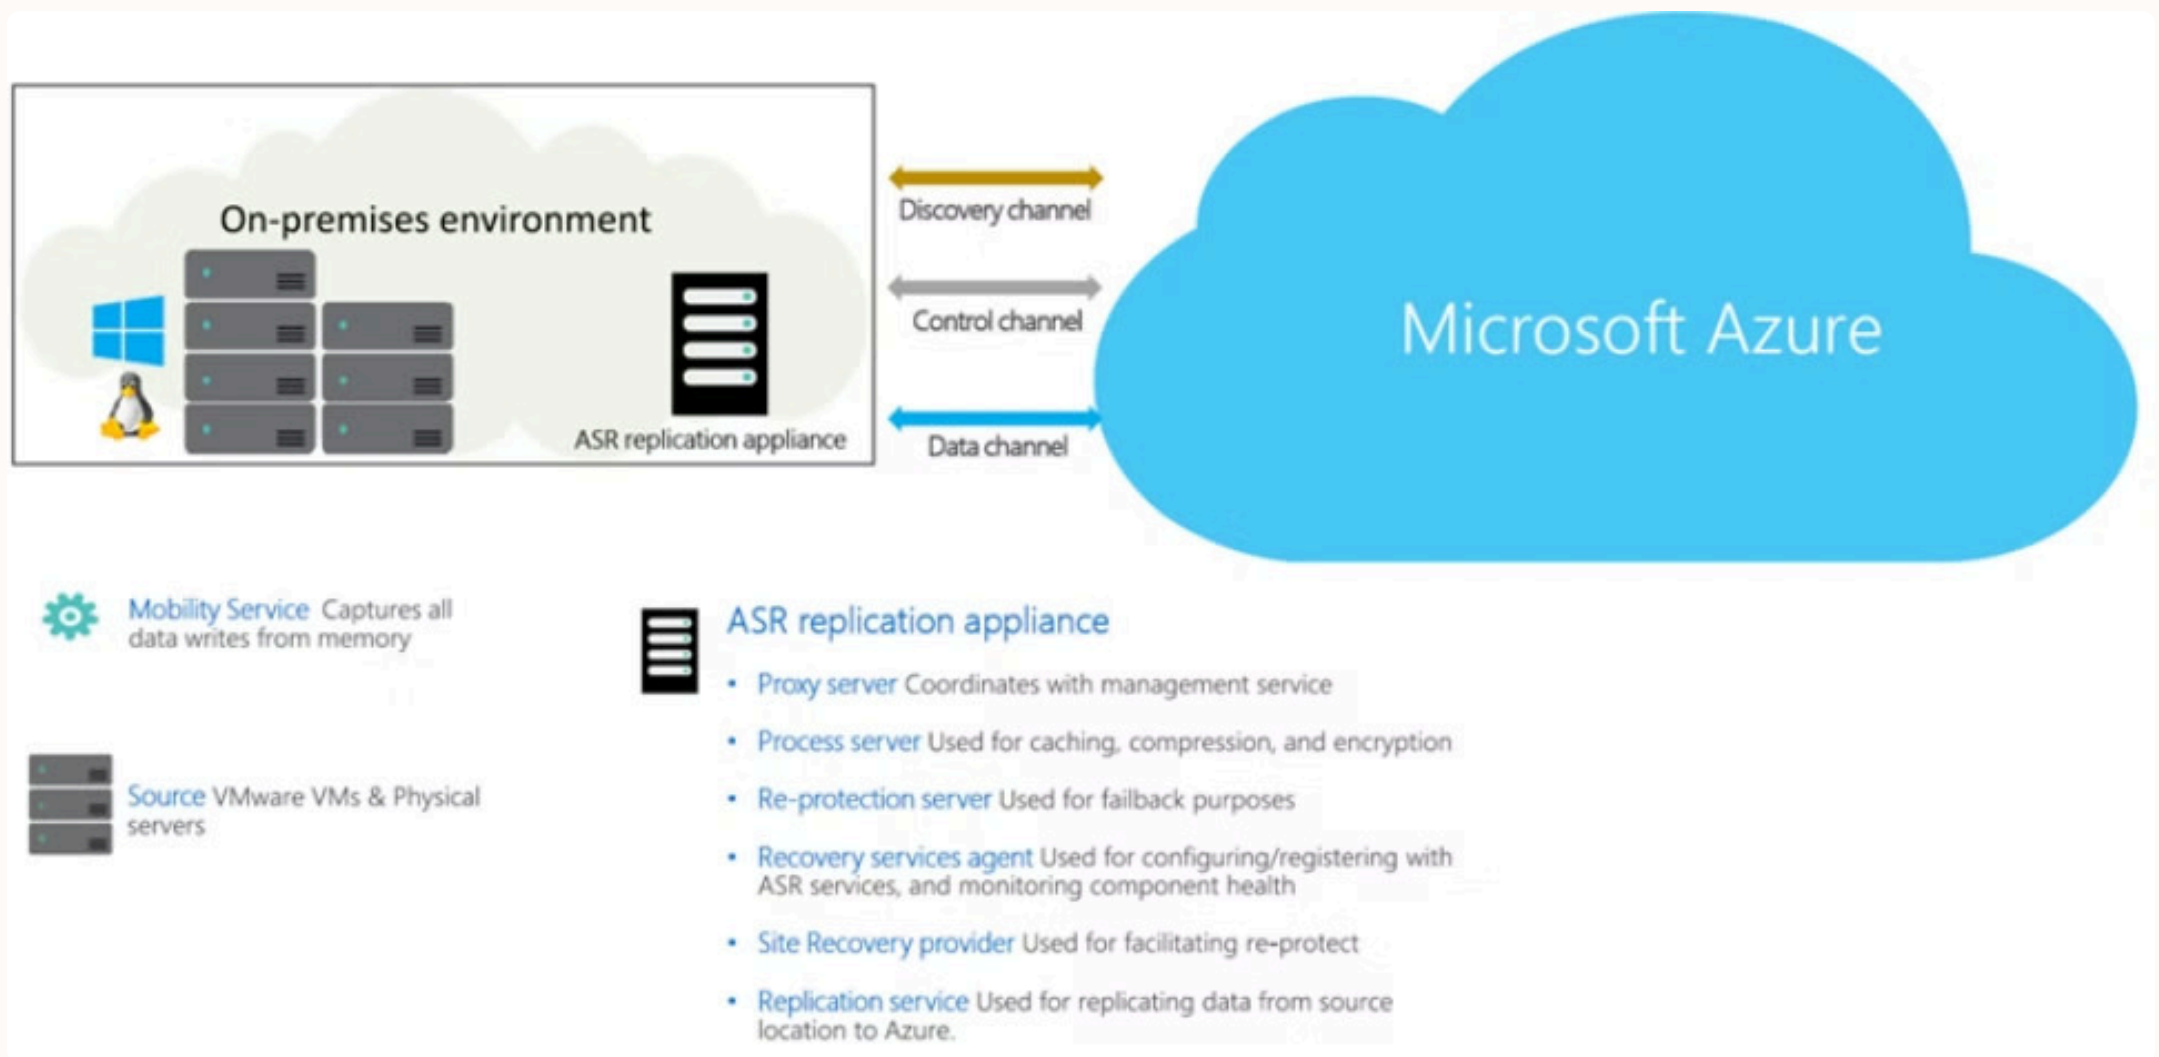 On-premises environment
ASR replication appliance
Discovery channel
Control channel
Data channel
Microsoft Azure
Mobility Service Captures all
data writes from memory
Source VMware VMs & Physical
servers
ASR replication appliance
• Proxy server Coordinates with management service
• Process server Used for caching, compression, and encryption
• Re-protection server Used for failback purposes
• Recovery services agent Used for configuring/registering with
ASR services, and monitoring component health
• Site Recovery provider Used for facilitating re-protect
• Replication service Used for replicating data from source
location to Azure.